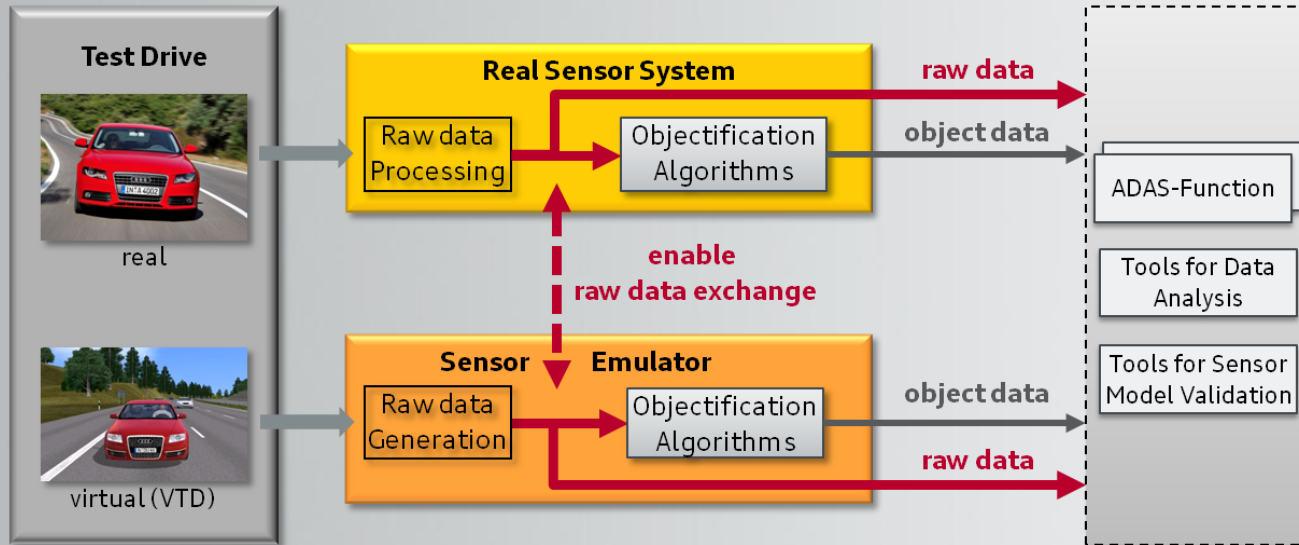 Test Drive
IN·A 4002
real
virtual (VTD)
Real Sensor System
Raw data
Processing
Objectification
Algorithms
enable
raw data exchange
Sensor Emulator
Raw data
Generation
Objectification
Algorithms
raw data
object data
object data
raw data
ADAS-Function
Tools for Data
Analysis
Tools for Sensor
Model Validation